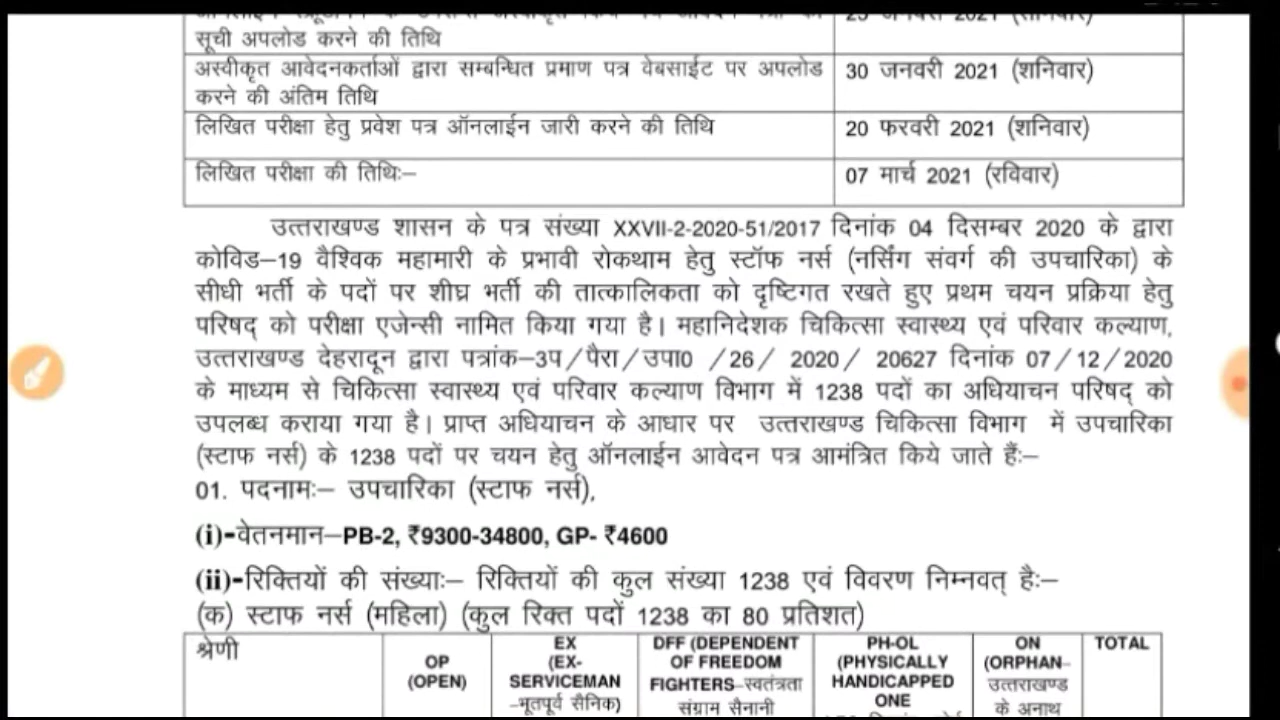 सूची अपलोड करने की तिथि
अस्वीकृत आवेदनकर्ताओं द्वारा सम्बन्धित प्रमाण पत्र वेबसाईट पर अपलोड 30 जनवरी 2021 (शनिवार)
करने की अंतिम तिथि
लिखित परीक्षा हेतु प्रवेश पत्र ऑनलाईन जारी करने की तिथि 20 फरवरी 2021 (शनिवार)
लिखित परीक्षा की तिथिः– 07 मार्च 2021 (रविवार)
उत्तराखण्ड शासन के पत्र संख्या XXVII-2-2020-51/2017 दिनांक 04 दिसम्बर 2020 के द्वारा
कोविड–19 वैश्विक महामारी के प्रभावी रोकथाम हेतु स्टॉफ नर्स (नर्सिंग संवर्ग की उपचारिका) के
सीधी भर्ती के पदों पर शीघ्र भर्ती की तात्कालिकता को दृष्टिगत रखते हुए प्रथम चयन प्रक्रिया हेतु
परिषद् को परीक्षा एजेन्सी नामित किया गया है। महानिदेशक चिकित्सा स्वास्थ्य एवं परिवार कल्याण,
उत्तराखण्ड देहरादून द्वारा पत्रांक–3प/पैरा/उपा0 /26/ 2020/ 20627 दिनांक 07/12/2020
के माध्यम से चिकित्सा स्वास्थ्य एवं परिवार कल्याण विभाग में 1238 पदों का अधियाचन परिषद् को
उपलब्ध कराया गया है। प्राप्त अधियाचन के आधार पर उत्तराखण्ड चिकित्सा विभाग में उपचारिका
(स्टाफ नर्स) के 1238 पदों पर चयन हेतु ऑनलाईन आवेदन पत्र आमंत्रित किये जाते हैंः–
01. पदनामः– उपचारिका (स्टाफ नर्स),
(i)-वेतनमान–PB-2, ₹9300-34800, GP- ₹4600
(ii)-रिक्तियों की संख्याः– रिक्तियों की कुल संख्या 1238 एवं विवरण निम्नवत् हैः–
(क) स्टाफ नर्स (महिला) (कुल रिक्त पदों 1238 का 80 प्रतिशत)
श्रेणी OP EX DFF (DEPENDENT PH-OL ON TOTAL
(OPEN) (EX- OF FREEDOM (PHYSICALLY (ORPHAN–
SERVICEMAN FIGHTERS–स्वतंत्रता HANDICAPPED उत्तराखण्ड
–भूतपूर्व सैनिक) संग्राम सैनानी ONE के अनाथ